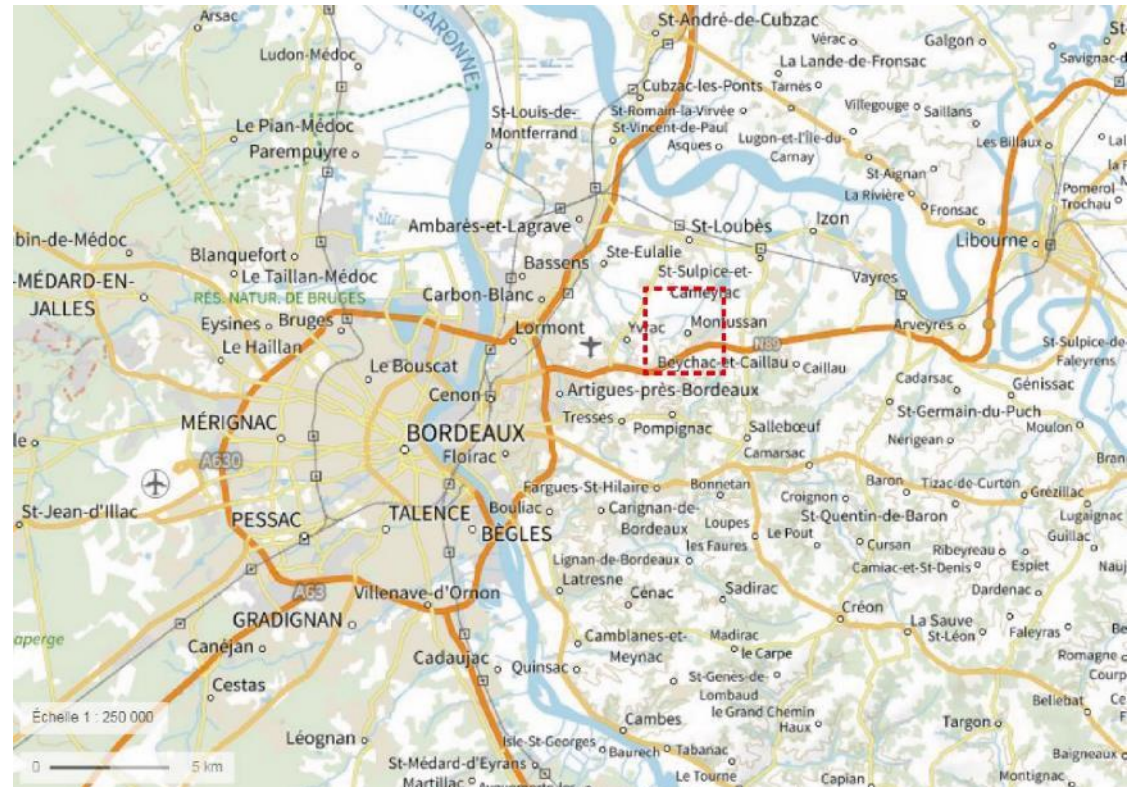 Arsac
GARONNE
St-André-de-Cubzac
Vérac
Galgon
Savignac-d
Ludon-Médoc
La Lande-de-Fronsac
Cubzac-les-Ponts
Tarnès
St-Louis-de-
Montferrand
St-Romain-la-Virvée
Villegouge
Saillans
Le Pian-Médoc
St-Vincent-de-Paul
Parempuyre
Asques
Lugon-et-l'Île-du-
Carnay
Les Billaux
St-Aignan
La Rivière
Pomerol
Trochau
Fronsac
Ambarès-et-Lagrave
St-Loubès
Izon
Libourne
bin-de-Médoc
Blanquefort
Bassens
Ste-Eulalie
Le Taillan-Médoc
St-Sulpice-et-
Cameyrac
Vayres
-MÉDARD-EN-
JALLES
RÉS. NATUR. DE BRUGES
Carbon-Blanc
Eysines
Bruges
Lormont
Yvrac
Montussan
Arveyres
N89
Le Haillan
St-Sulpice-de-
Faleyrens
Le Bouscat
Beychac-et-Caillau
Caillau
Cenon
Artigues-près-Bordeaux
Cadarsac
Génissac
MÉRIGNAC
Tresses
Pompignac
St-Germain-du-Puch
BORDEAUX
Sallebœuf
Moulon
Floirac
Nérigean
A630
Camarsac
Bran
Fargues-St-Hilaire
Bonnetan
Baron
Tizac-de-Curton
Grézillac
St-Jean-d'Illac
Bouliac
Carignan-de-
Bordeaux
Croignon
St-Quentin-de-Baron
Lugaignac
PESSAC
TALENCE
BÈGLES
Loupes
Le Pout
Guillac
les Faures
Cursan
Ribeyreau
Espiet
Lignan-de-Bordeaux
Camiac-et-St-Denis
Nauj
Latresne
A63
Villenave-d'Ornon
Cénac
Sadirac
Dardenac
Créon
GRADIGNAN
La Sauve
St-Léon
Faleyras
Camblanes-et-
Meynac
Madirac
le Carpe
Canéjan
Romagne
Courp
Cadaujac
Quinsac
St-Genès-de-
Lombaud
Cestas
Bellebat
le Grand Chemin
Haux
Échelle 1 : 250 000
Cambes
Targon
Léognan
Isle-St-Georges
Baurech
Tabanac
Baigneaux
0
5 km
St-Médard-d'Eyrans
Martillac
Le Tourne
Capian
Montignac